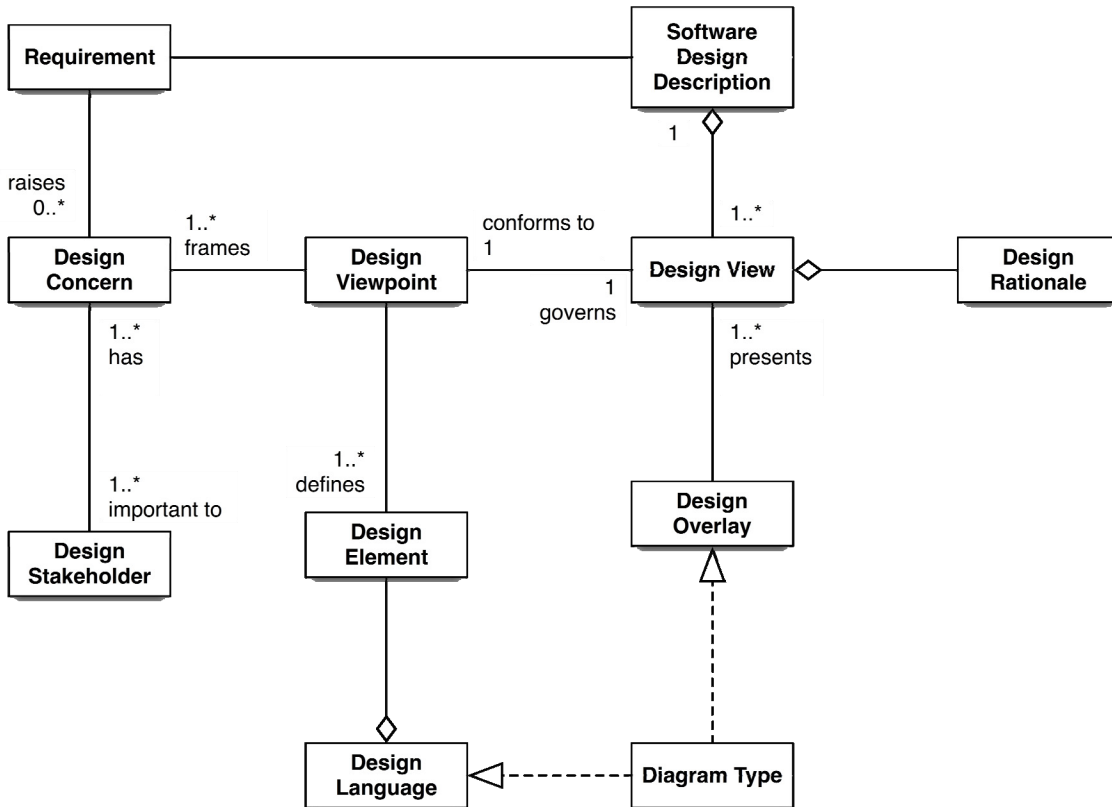 Requirement
Software
Design
Description
1
raises
0..*
1..*
frames
conforms to
1
1..*
Design
Concern
Design
Viewpoint
Design View
Design
Rationale
1
governs
1..*
has
1..*
presents
1..*
important to
1..*
defines
Design
Stakeholder
Design
Element
Design
Overlay
Design
Language
Diagram Type